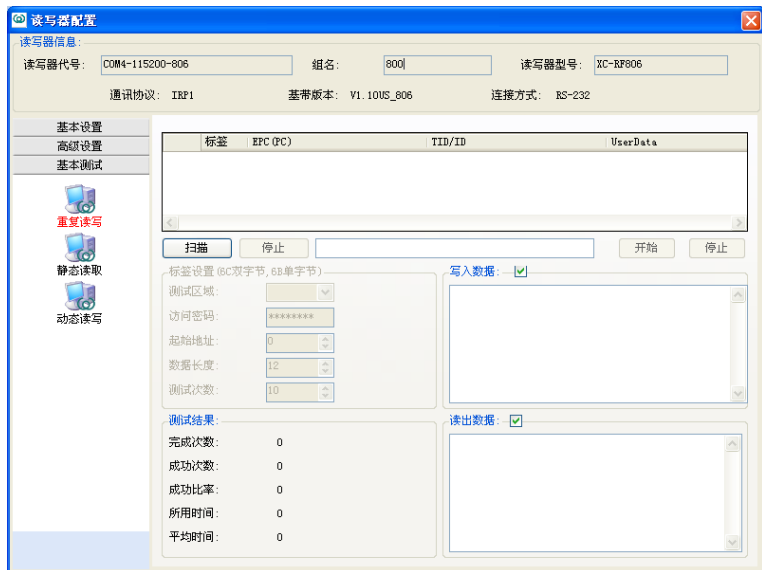 读写器配置
读写器信息:
读写器代号: COM4-115200-806 组名: 800 读写器型号: XC-RF806
通讯协议: IRP1 基带版本: V1.10US_806 连接方式: RS-232
基本设置
高级设置
基本测试
重复读写
静态读取
动态读写
标签 EPC(PC) TID/ID UserData
扫描 停止 开始 停止
标签设置(6C双字节,6B单字节)
测试区域:
访问密码: ********
起始地址: 0
数据长度: 12
测试次数: 10
写入数据:
测试结果:
完成次数: 0
成功次数: 0
成功比率: 0
所用时间: 0
平均时间: 0
读出数据: